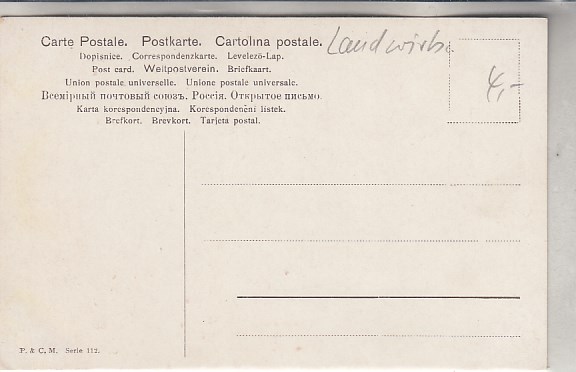 Carte Postale. Postkarte. Cartolina postale.
Dopisnice. Correspondenzkarte. Levelező-Lap.
Post card. Weltpostverein. Briefkaart.
Union postale universelle. Unione postale universale.
Всемірный почтовый союзъ. Россія. Открытое письмо.
Karta korespondencyjna. Korespondenční lístek.
Brefkort. Brevkort. Tarjeta postal.
4,-
P. & C. M. Serie 112.